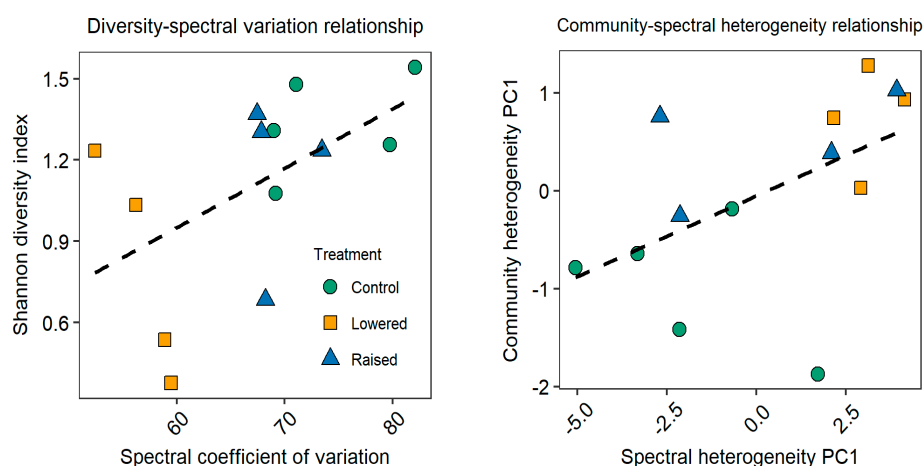 Diversity-spectral variation relationship
Shannon diversity index
1.5
1.2
0.9
0.6
Treatment
Control
Lowered
Raised
60
70
80
Spectral coefficient of variation
Community-spectral heterogeneity relationship
Community heterogeneity PC1
1
0
-1
-2
-5.0
-2.5
0.0
2.5
Spectral heterogeneity PC1